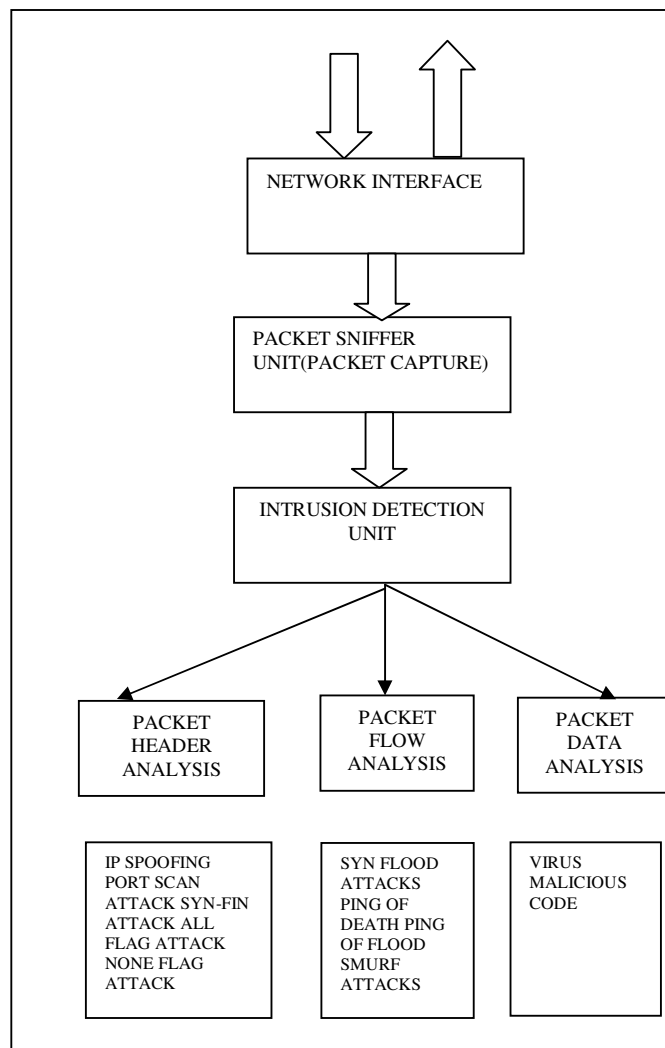 NETWORK INTERFACE
PACKET SNIFFER
UNIT(PACKET CAPTURE)
INTRUSION DETECTION
UNIT
PACKET
HEADER
ANALYSIS
PACKET
FLOW
ANALYSIS
PACKET
DATA
ANALYSIS
IP SPOOFING
PORT SCAN
ATTACK SYN-FIN
ATTACK ALL
FLAG ATTACK
NONE FLAG
ATTACK
SYN FLOOD
ATTACKS
PING OF
DEATH PING
OF FLOOD
SMURF
ATTACKS
VIRUS
MALICIOUS
CODE